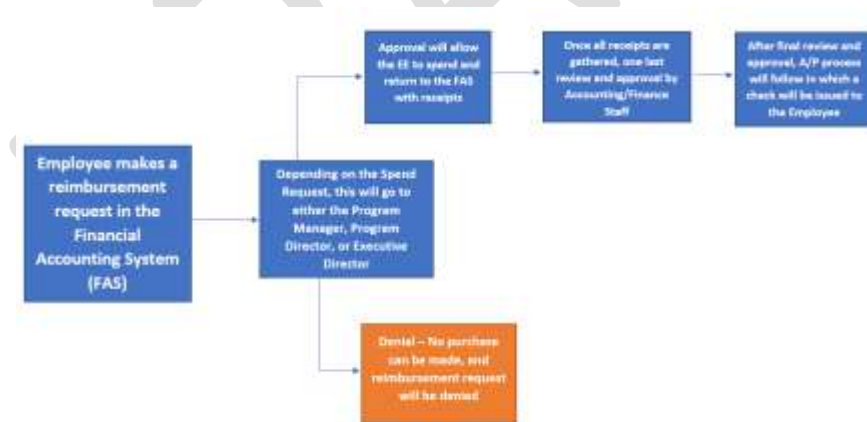 Employee makes a
reimbursement
request in the
Financial
Accounting System
(FAS)
Depending on the Spend
Request, this will go to
either the Program
Manager, Program
Director, or Executive
Director
Approval will allow
the EE to spend and
return to the FAS
with receipts
Once all receipts are
gathered, one last
review and approval by
Accounting/Finance
Staff
After final review and
approval, A/P process
will follow in which a
check will be issued to
the Employee
Denial – No purchase
can be made, and
reimbursement request
will be denied